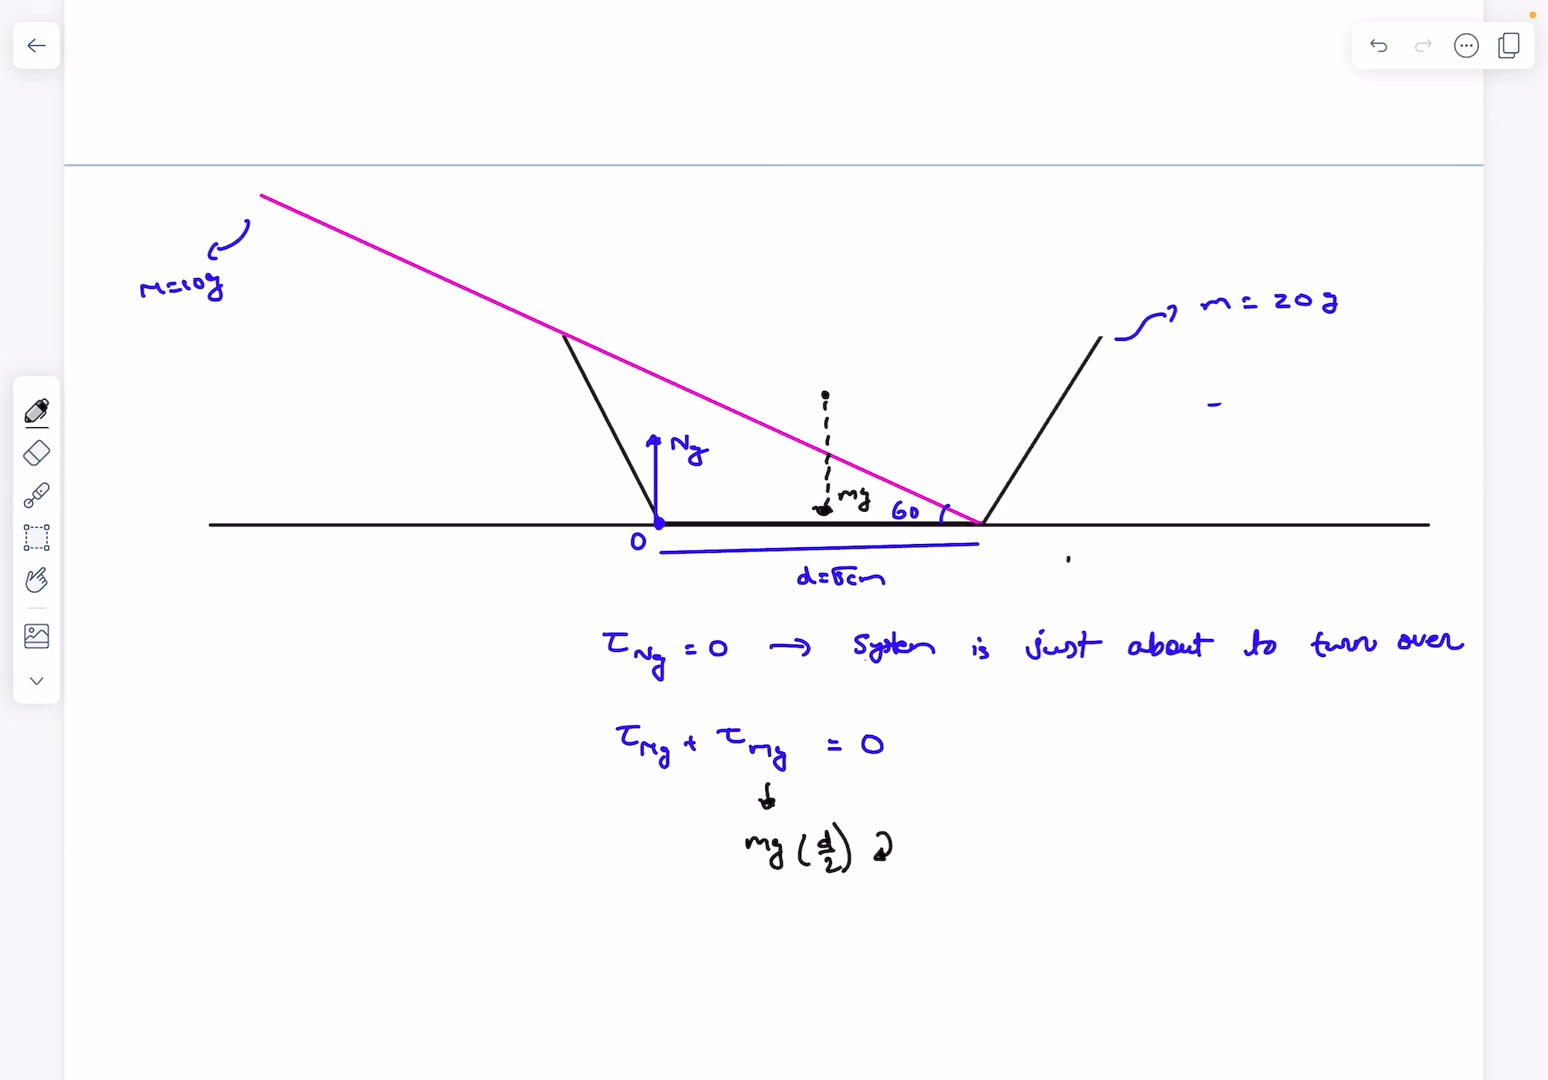 M=10g
m = 20g
Ng
mg
60
O
d=5cm
τNg = 0 → System is just about to turn over
τMg + τmg = 0
↓
mg (d/2) ↻